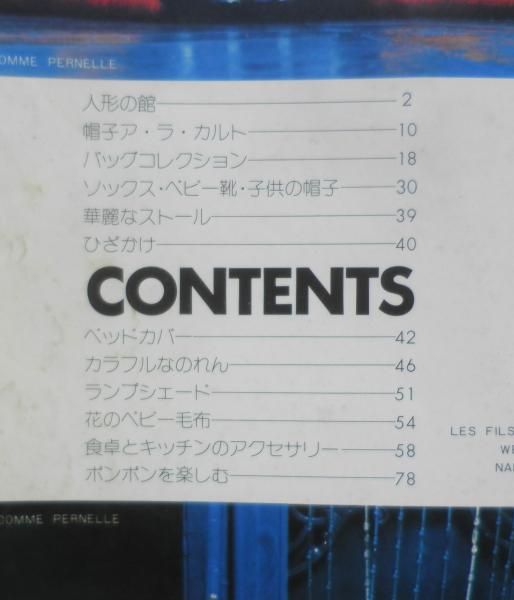 OMME PERNELLE
人形の館 2
帽子ア・ラ・カルト 10
バッグコレクション 18
ソックス・ベビー靴・子供の帽子 30
華麗なストール 39
ひざかけ 40
CONTENTS
ベッドカバー 42
カラフルなのれん 46
ランプシェード 51
花のベビー毛布 54
食卓とキッチンのアクセサリー 58
ポンポンを楽しむ 78
LES FILS
WE
NA
COMME PERNELLE